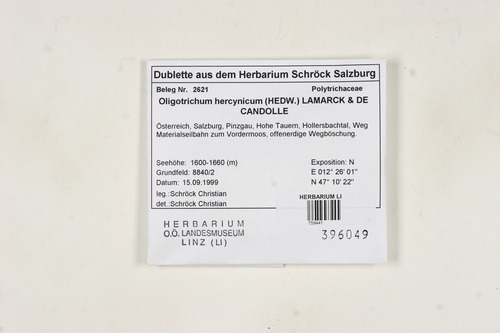 Dublette aus dem Herbarium Schröck Salzburg
Beleg Nr. 2621 Polytrichaceae
Oligotrichum hercynicum (HEDW.) LAMARCK & DE
CANDOLLE
Österreich, Salzburg, Pinzgau, Hohe Tauern, Hollersbachtal, Weg
Materialseilbahn zum Vordermoos, offenerdige Wegböschung.
Seehöhe: 1600-1660 (m) Exposition: N
Grundfeld: 8840/2 E 012° 26' 01"
Datum: 15.09.1999 N 47° 10' 22"
leg.:Schröck Christian
det.:Schröck Christian
HERBARIUM LI
HERBARIUM
O.Ö. LANDESMUSEUM
LINZ (LI)
396049